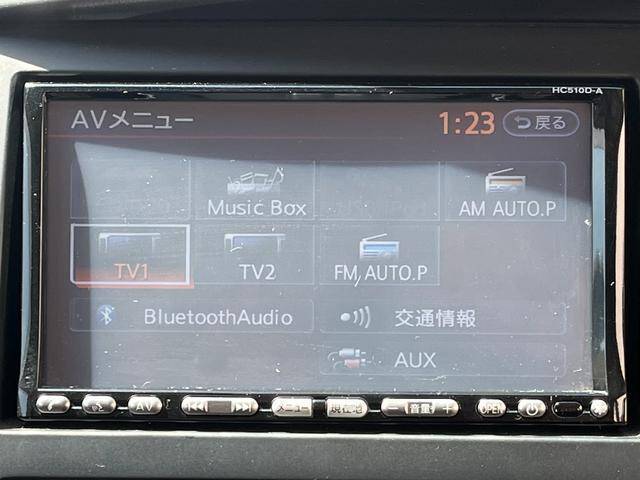 HC510D-A
AVメニュー
1:23
戻る
Music Box
AM AUTO.P
TV1
TV2
FM AUTO.P
BluetoothAudio
交通情報
AUX
AV
メニュー
現在地
− 音量 +
OPEN